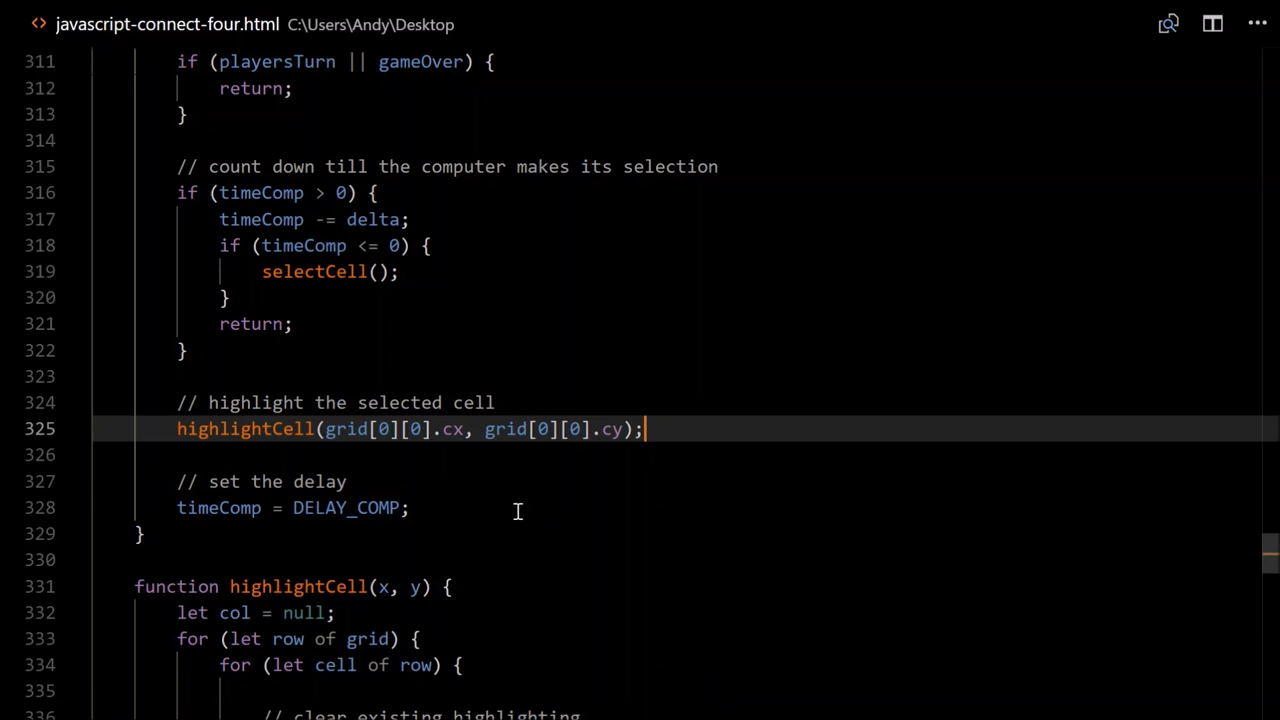 javascript-connect-four.html C:\Users\Andy\Desktop
311 if (playersTurn || gameOver) {
312 return;
313 }
314
315 // count down till the computer makes its selection
316 if (timeComp > 0) {
317 timeComp -= delta;
318 if (timeComp <= 0) {
319 selectCell();
320 }
321 return;
322 }
323
324 // highlight the selected cell
325 highlightCell(grid[0][0].cx, grid[0][0].cy);
326
327 // set the delay
328 timeComp = DELAY_COMP;
329 }
330
331 function highlightCell(x, y) {
332 let col = null;
333 for (let row of grid) {
334 for (let cell of row) {
335
336 // clear existing highlighting